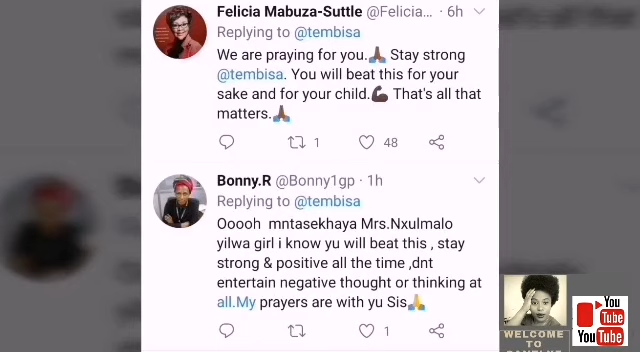 Felicia Mabuza-Suttle @Felicia... · 6h
Replying to @tembisa
We are praying for you.🙏🏾 Stay strong
@tembisa. You will beat this for your
sake and for your child.💪🏿 That's all that
matters.🙏🏾
1 48
Bonny.R @Bonny1gp · 1h
Replying to @tembisa
Ooooh mntasekhaya Mrs.Nxulmalo
yilwa girl i know yu will beat this , stay
strong & positive all the time ,dnt
entertain negative thought or thinking at
all.My prayers are with yu Sis🙏
1
WELCOME
TO
You
Tube
YouTube